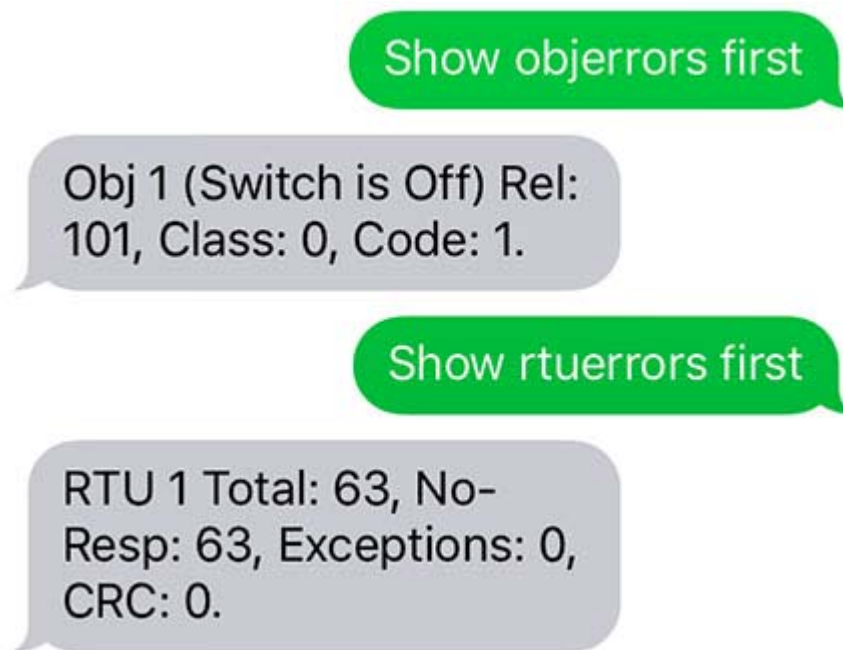 Show objerrors first
Obj 1 (Switch is Off) Rel:
101, Class: 0, Code: 1.
Show rtuerrors first
RTU 1 Total: 63, No-
Resp: 63, Exceptions: 0,
CRC: 0.